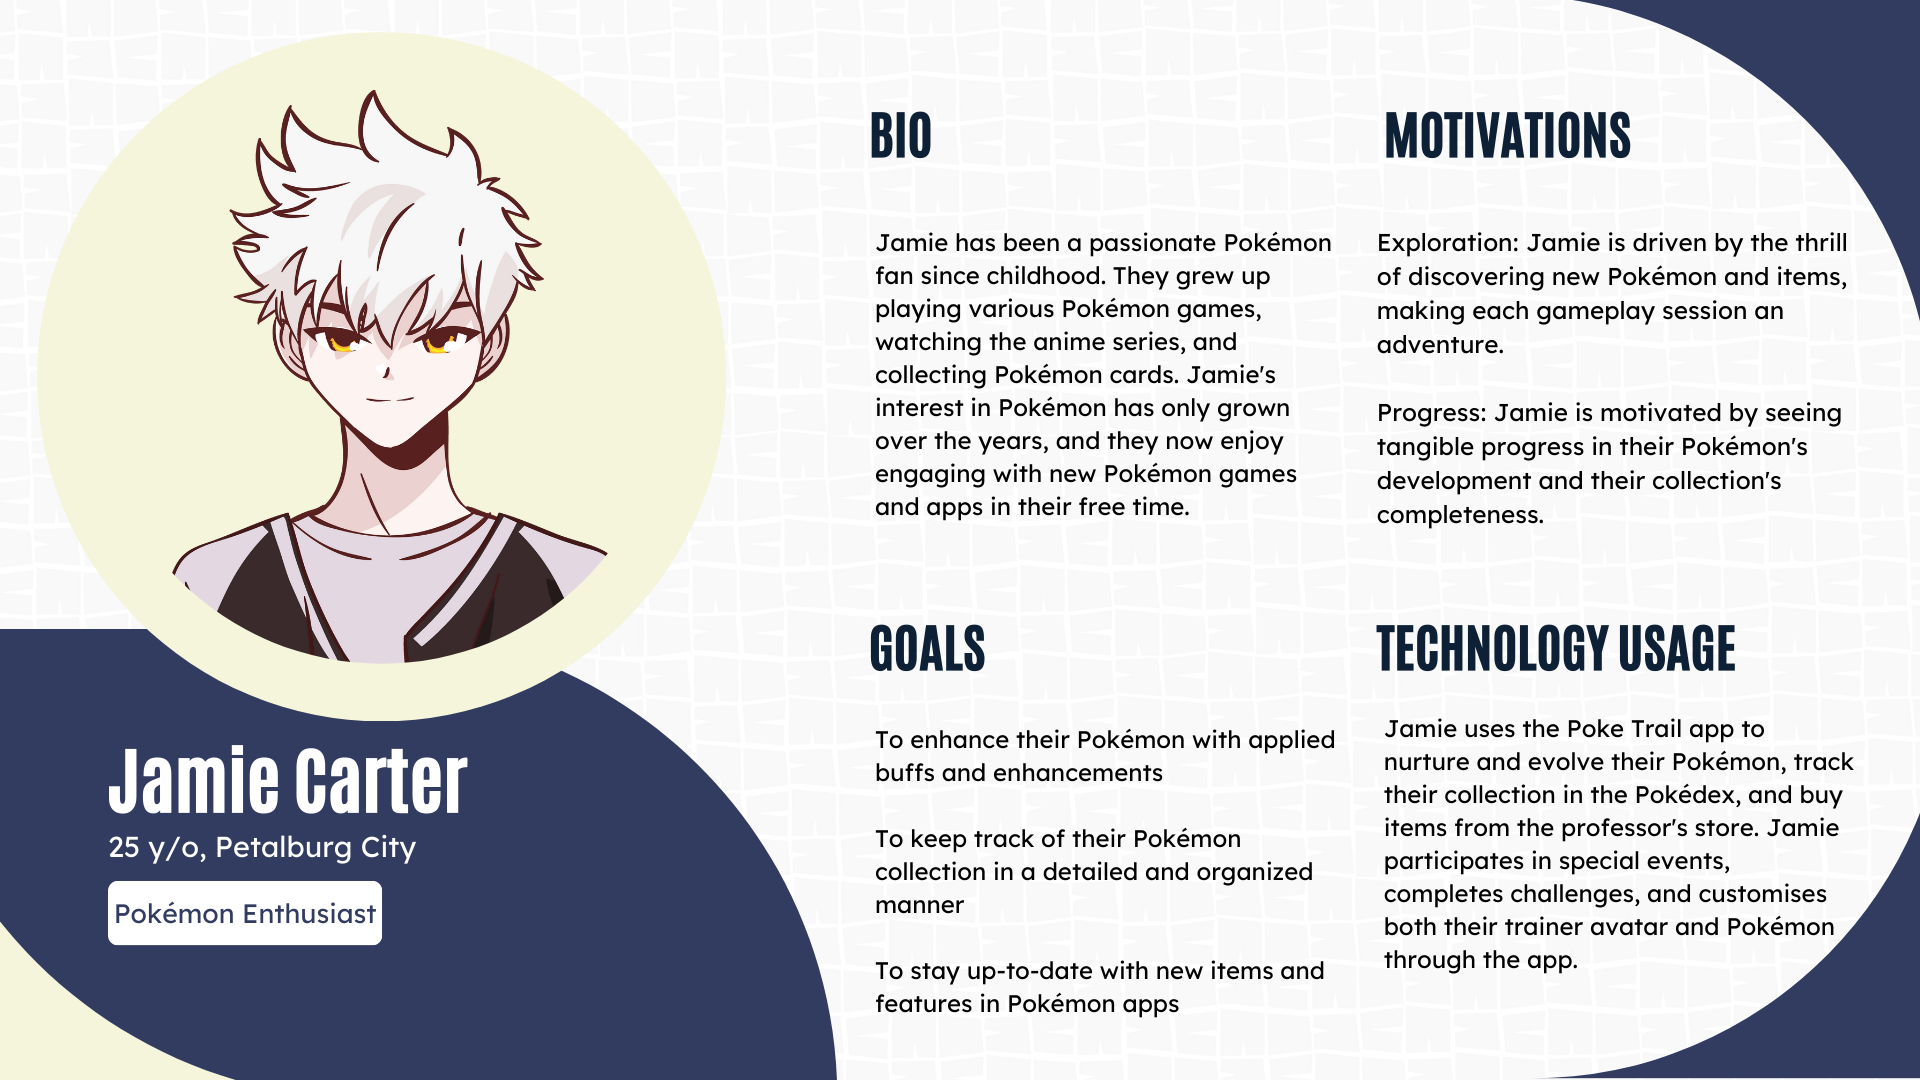 Jamie Carter
25 y/o, Petalburg City
Pokémon Enthusiast
BIO
Jamie has been a passionate Pokémon
fan since childhood. They grew up
playing various Pokémon games,
watching the anime series, and
collecting Pokémon cards. Jamie's
interest in Pokémon has only grown
over the years, and they now enjoy
engaging with new Pokémon games
and apps in their free time.
MOTIVATIONS
Exploration: Jamie is driven by the thrill
of discovering new Pokémon and items,
making each gameplay session an
adventure.
Progress: Jamie is motivated by seeing
tangible progress in their Pokémon's
development and their collection's
completeness.
GOALS
To enhance their Pokémon with applied
buffs and enhancements
To keep track of their Pokémon
collection in a detailed and organized
manner
To stay up-to-date with new items and
features in Pokémon apps
TECHNOLOGY USAGE
Jamie uses the Poke Trail app to
nurture and evolve their Pokémon, track
their collection in the Pokédex, and buy
items from the professor's store. Jamie
participates in special events,
completes challenges, and customises
both their trainer avatar and Pokémon
through the app.